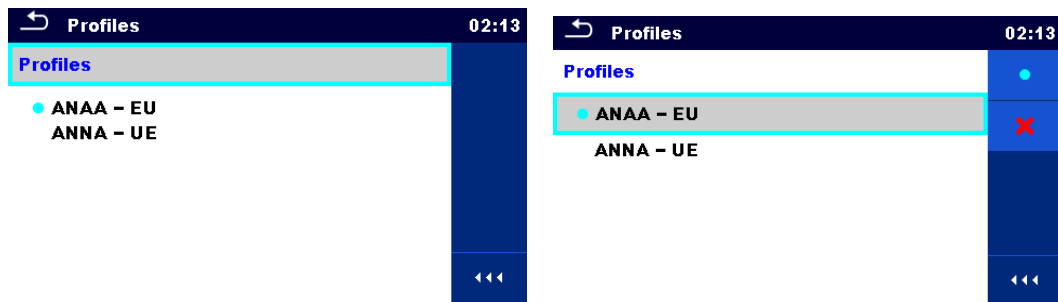 Profiles 02:13
Profiles
ANAA – EU
ANNA – UE
Profiles 02:13
Profiles
ANAA – EU
ANNA – UE